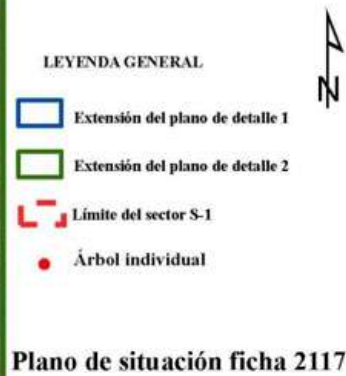 LEYENDA GENERAL
N
Extensión del plano de detalle 1
Extensión del plano de detalle 2
Límite del sector S-1
Árbol individual
Plano de situación ficha 2117